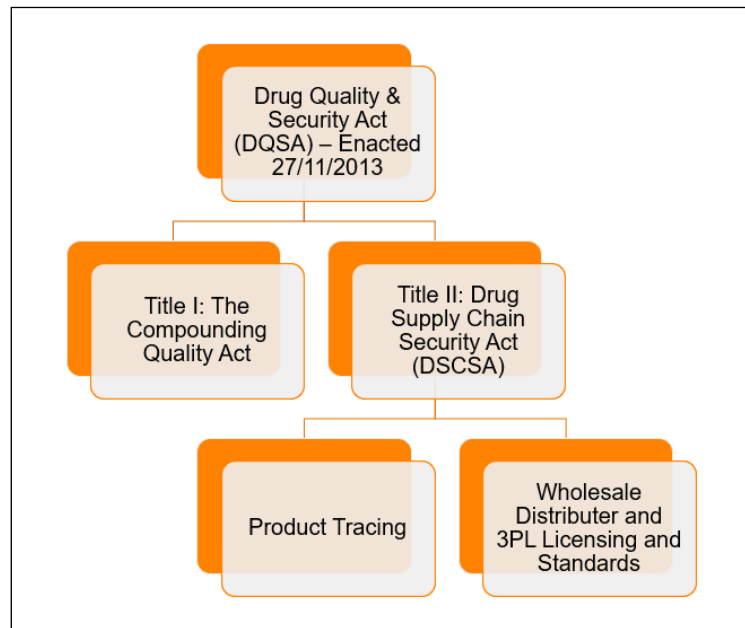 Drug Quality &
Security Act
(DQSA) – Enacted
27/11/2013
Title I: The
Compounding
Quality Act
Title II: Drug
Supply Chain
Security Act
(DSCSA)
Product Tracing
Wholesale
Distributer and
3PL Licensing and
Standards